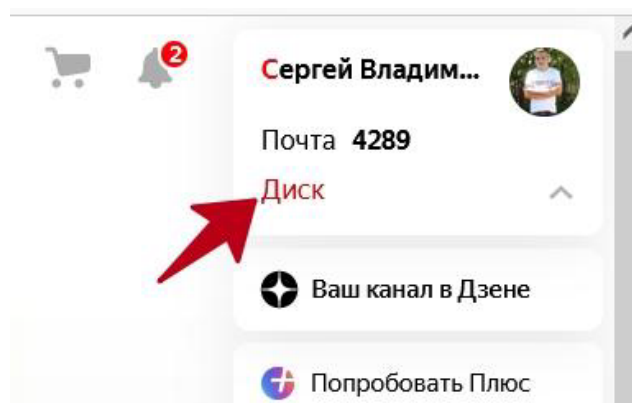 2
Сергей Владим...
Почта 4289
Диск
Ваш канал в Дзене
Попробовать Плюс